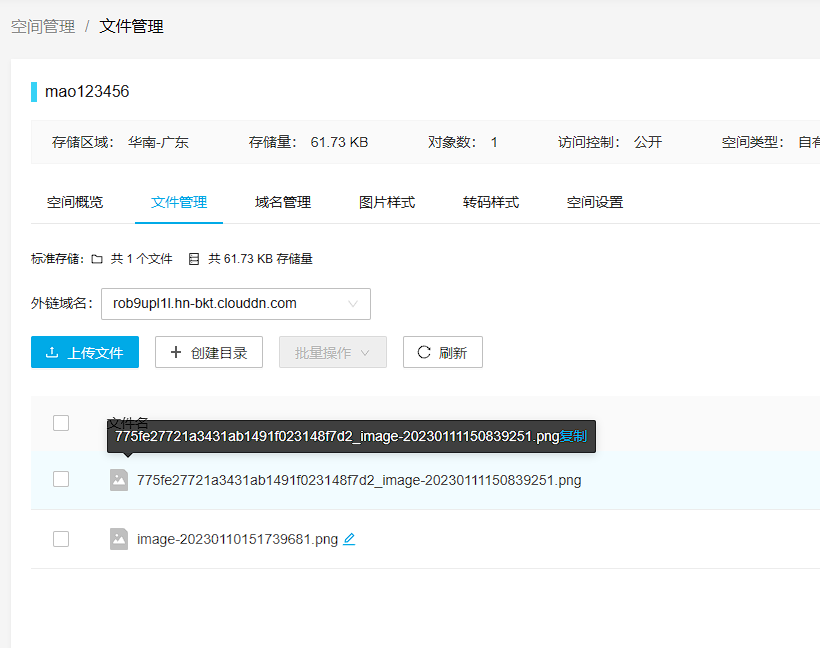 空间管理 / 文件管理
mao123456
存储区域： 华南-广东 存储量： 61.73 KB 对象数： 1 访问控制： 公开 空间类型： 自有
空间概览 文件管理 域名管理 图片样式 转码样式 空间设置
标准存储： 共 1 个文件 共 61.73 KB 存储量
外链域名： rob9upl1l.hn-bkt.clouddn.com
上传文件 创建目录 批量操作 刷新
文件名
775fe27721a3431ab1491f023148f7d2_image-20230111150839251.png复制
775fe27721a3431ab1491f023148f7d2_image-20230111150839251.png
image-20230110151739681.png